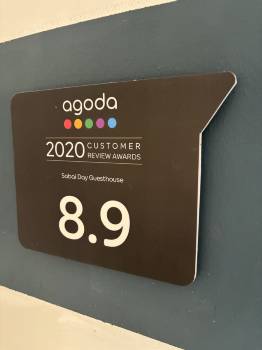 agoda
2020 CUSTOMER
REVIEW AWARDS
Sabai Day Guesthouse
8.9